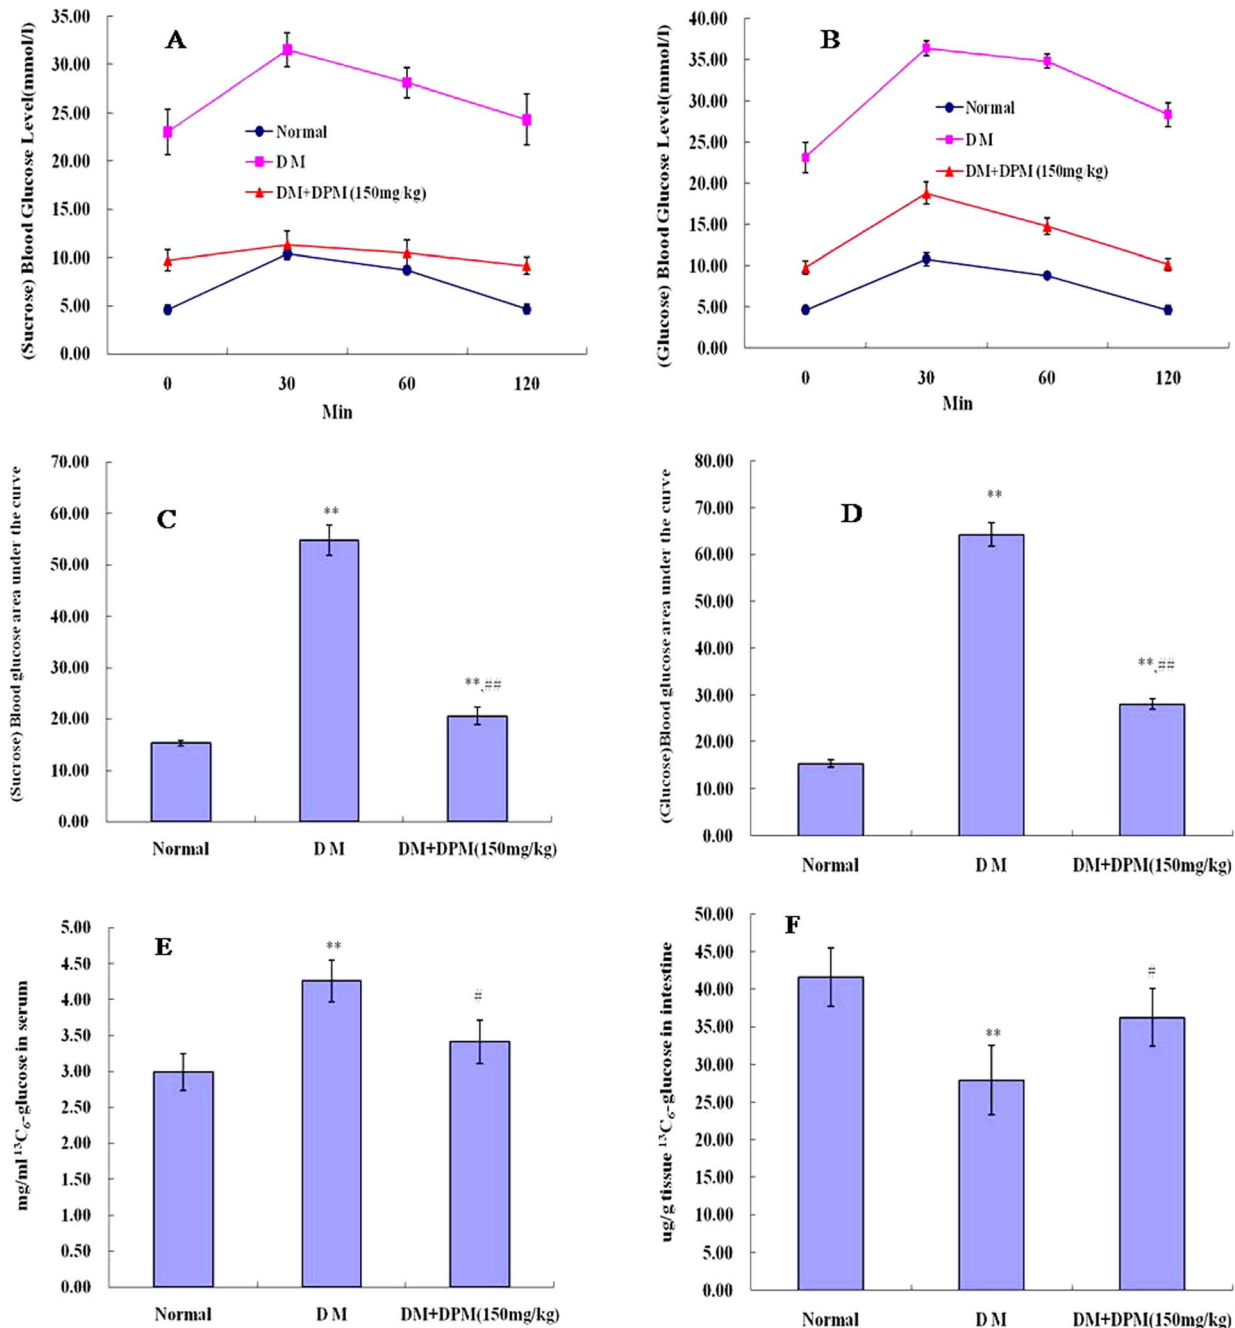 (Sucrose) Blood Glucose Level(mmol/l)
35.00
30.00
25.00
20.00
15.00
10.00
5.00
0.00
A
Normal
D M
DM+DPM (150mg/kg)
0 30 60 120
Min
(Glucose) Blood Glucose Level(mmol/l)
40.00
35.00
30.00
25.00
20.00
15.00
10.00
5.00
0.00
B
Normal
D M
DM+DPM (150mg/kg)
0 30 60 120
Min
(Sucrose) Blood glucose area under the curve
70.00
60.00
50.00
40.00
30.00
20.00
10.00
0.00
C
**
**,##
Normal D M DM+DPM(150mg/kg)
(Glucose)Blood glucose area under the curve
80.00
70.00
60.00
50.00
40.00
30.00
20.00
10.00
0.00
D
**
**,##
Normal D M DM+DPM(150mg/kg)
mg/ml ¹³C₆-glucose in serum
5.00
4.50
4.00
3.50
3.00
2.50
2.00
1.50
1.00
0.50
0.00
E
**
#
Normal D M DM+DPM(150mg/kg)
ug/g tissue ¹³C₆-glucose in intestine
50.00
45.00
40.00
35.00
30.00
25.00
20.00
15.00
10.00
5.00
0.00
F
**
#
Normal D M DM+DPM(150mg/kg)